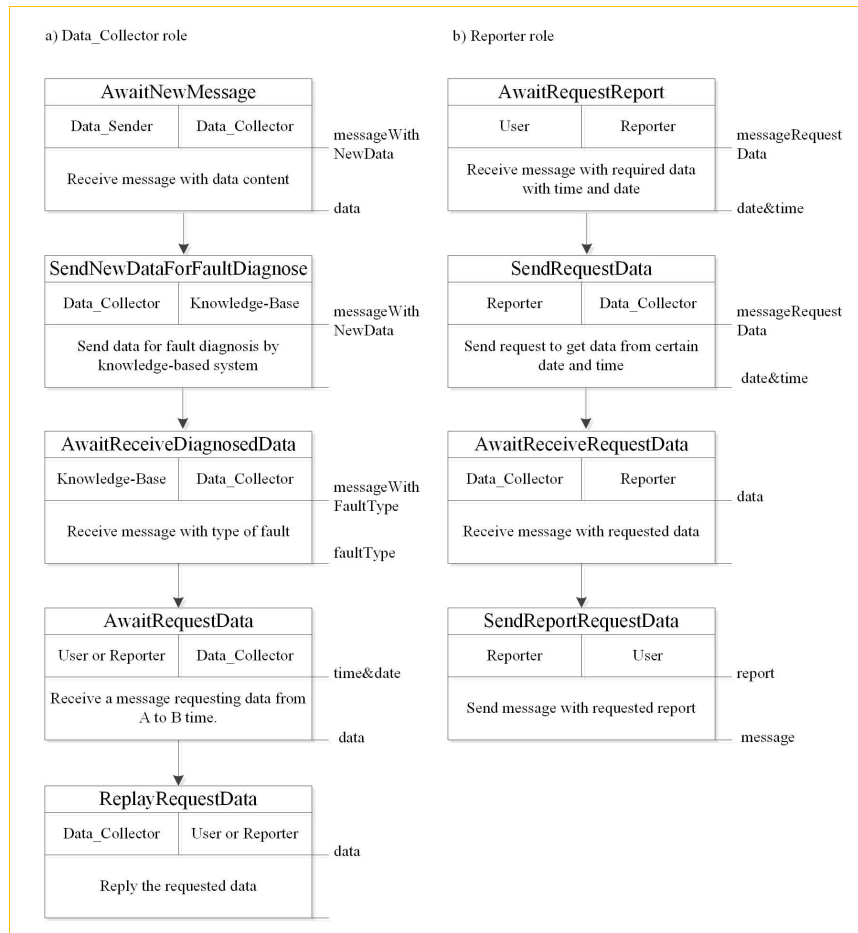 a) Data_Collector role
AwaitNewMessage
Data_Sender
Data_Collector
messageWith
NewData
Receive message with data content
data
SendNewDataForFaultDiagnose
Data_Collector
Knowledge-Base
messageWith
NewData
Send data for fault diagnosis by
knowledge-based system
AwaitReceiveDiagnosedData
Knowledge-Base
Data_Collector
messageWith
FaultType
Receive message with type of fault
faultType
AwaitRequestData
User or Reporter
Data_Collector
time&date
Receive a message requesting data from
A to B time.
data
ReplayRequestData
Data_Collector
User or Reporter
data
Reply the requested data
b) Reporter role
AwaitRequestReport
User
Reporter
messageRequest
Data
Receive message with required data
with time and date
date&time
SendRequestData
Reporter
Data_Collector
messageRequest
Data
Send request to get data from certain
date and time
date&time
AwaitReceiveRequestData
Data_Collector
Reporter
data
Receive message with requested data
SendReportRequestData
Reporter
User
report
Send message with requested report
message